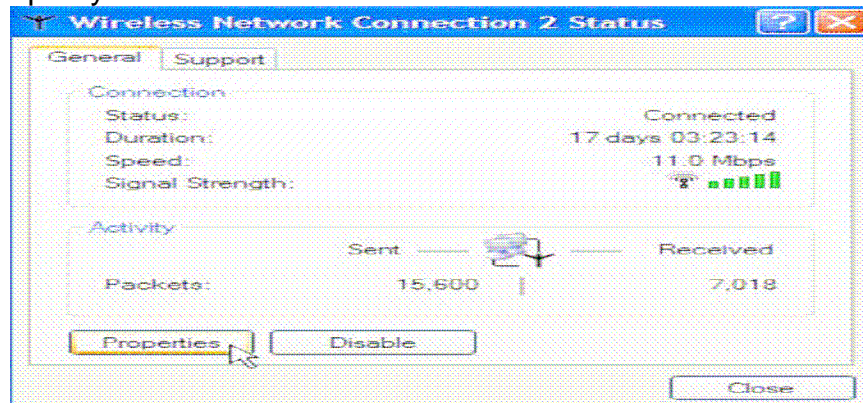 Wireless Network Connection 2 Status
General Support
Connection
Status: Connected
Duration: 17 days 03:23:14
Speed: 11.0 Mbps
Signal Strength:
Activity
Sent Received
Packets: 15,600 7,018
Properties Disable
Close